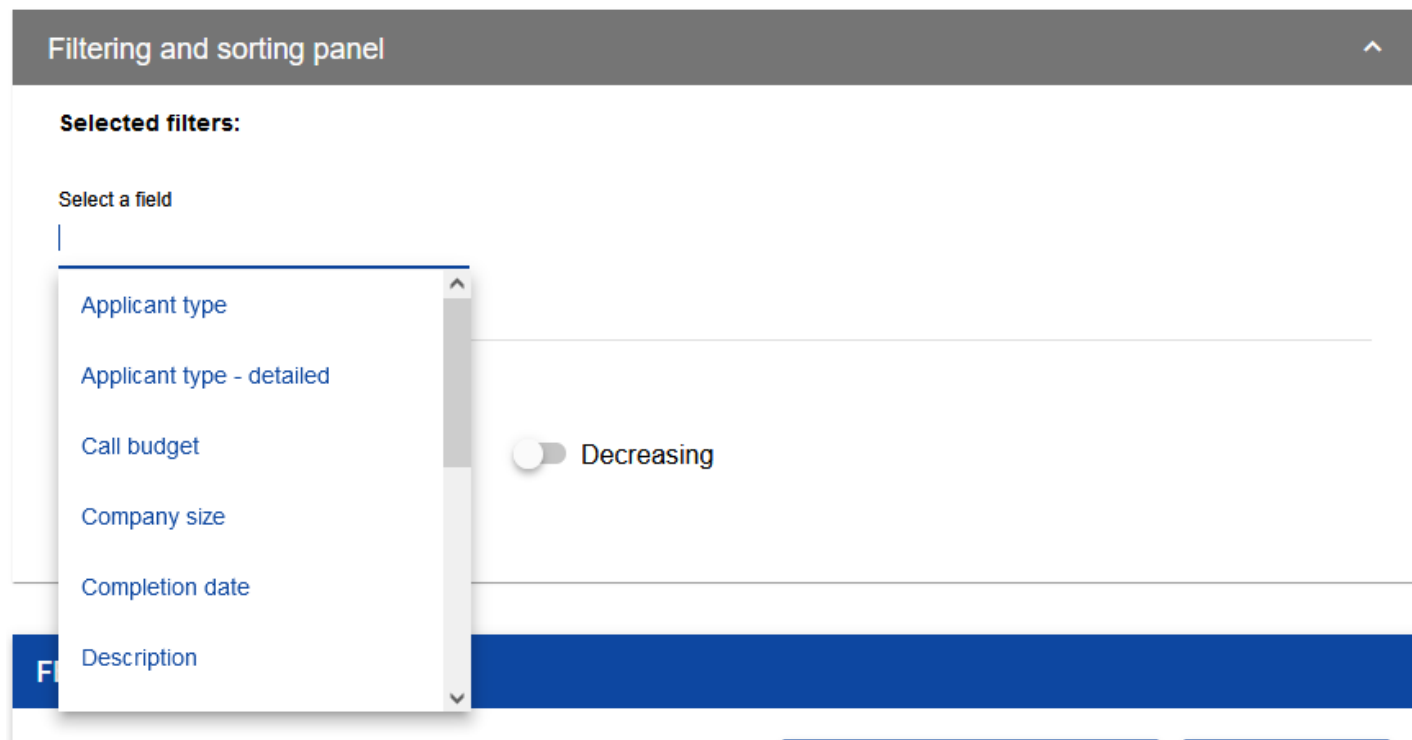 Filtering and sorting panel
Selected filters:
Select a field
Applicant type
Applicant type - detailed
Call budget
Company size
Decreasing
Completion date
Description